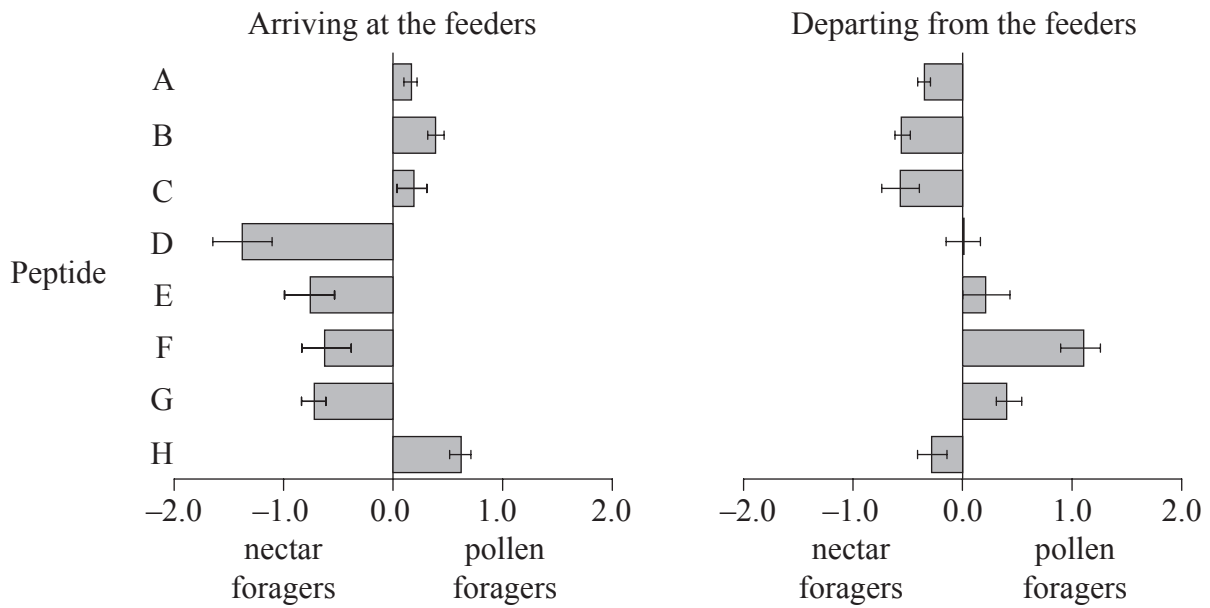 Arriving at the feeders
Departing from the feeders
Peptide
A
B
C
D
E
F
G
H
–2.0 –1.0 0.0 1.0 2.0
nectar foragers
pollen foragers
–2.0 –1.0 0.0 1.0 2.0
nectar foragers
pollen foragers